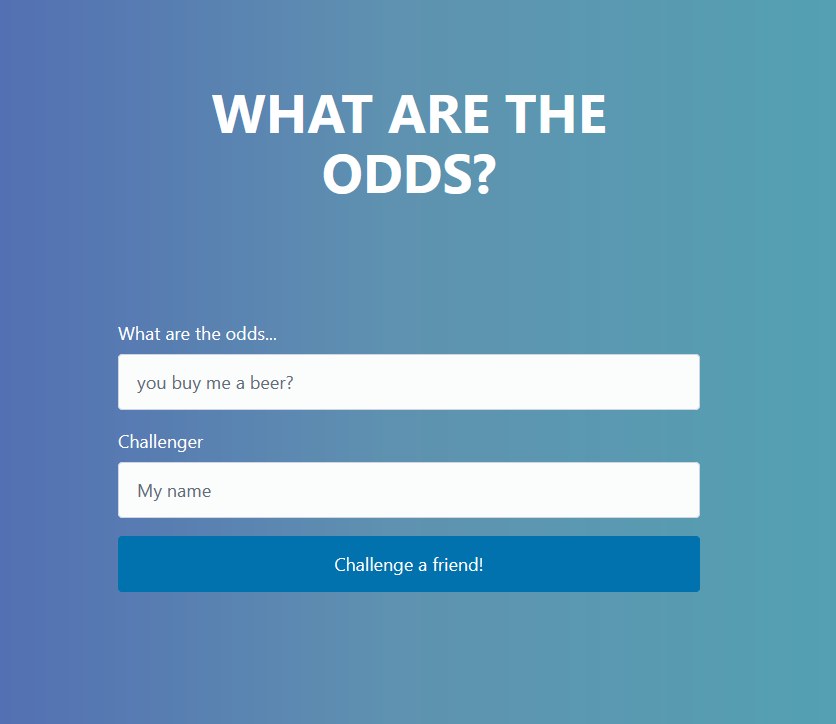 WHAT ARE THE
ODDS?
What are the odds...
you buy me a beer?
Challenger
My name
Challenge a friend!